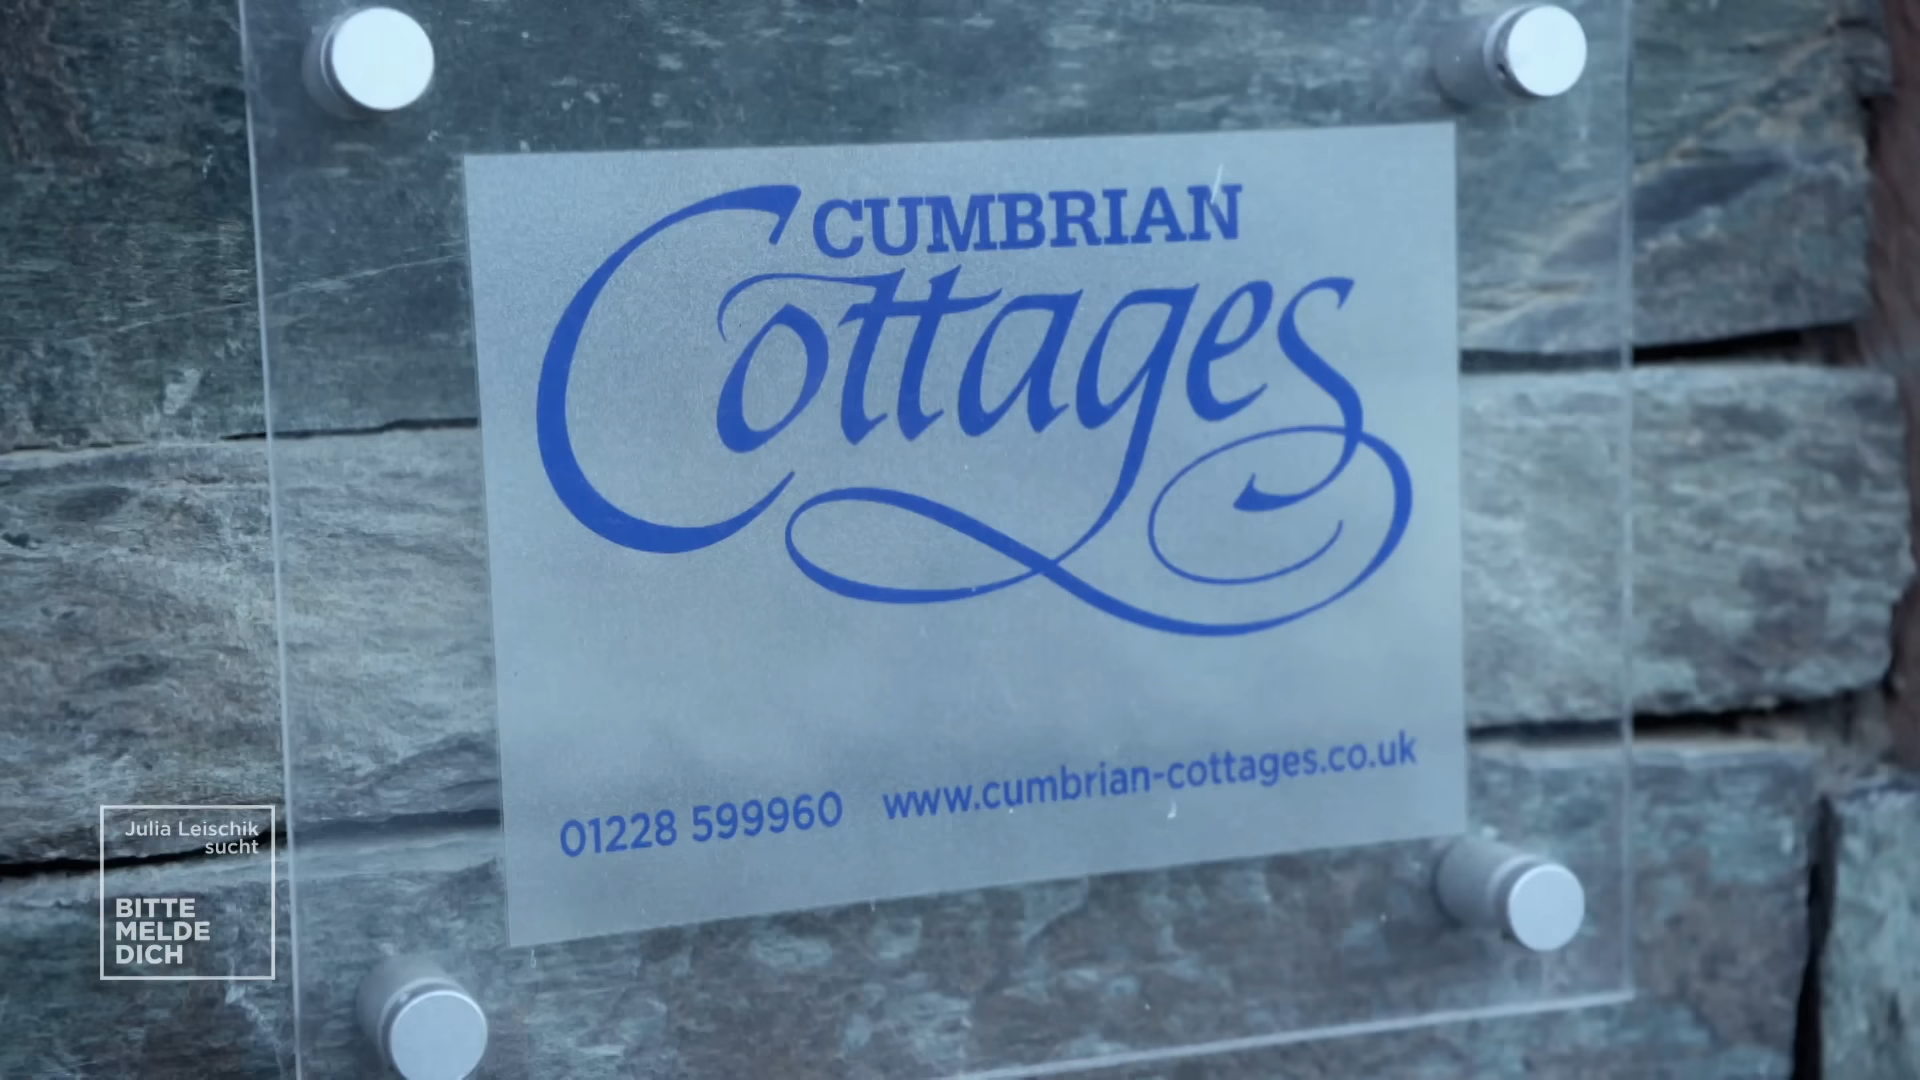 CUMBRIAN
Cottages
01228 599960 www.cumbrian-cottages.co.uk
Julia Leischik
sucht
BITTE
MELDE
DICH